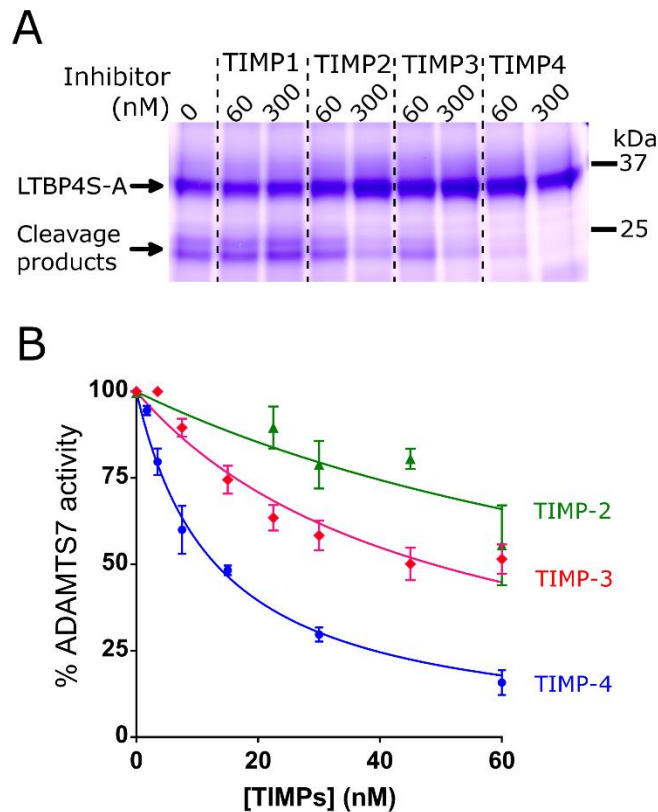 A
TIMP1 TIMP2 TIMP3 TIMP4
Inhibitor
(nM)
0 60 300 60 300 60 300 60 300
kDa
37
LTBP4S-A
25
Cleavage
products
B
100
75
50
25
0
% ADAMTS7 activity
TIMP-2
TIMP-3
TIMP-4
0 20 40 60
[TIMPs] (nM)